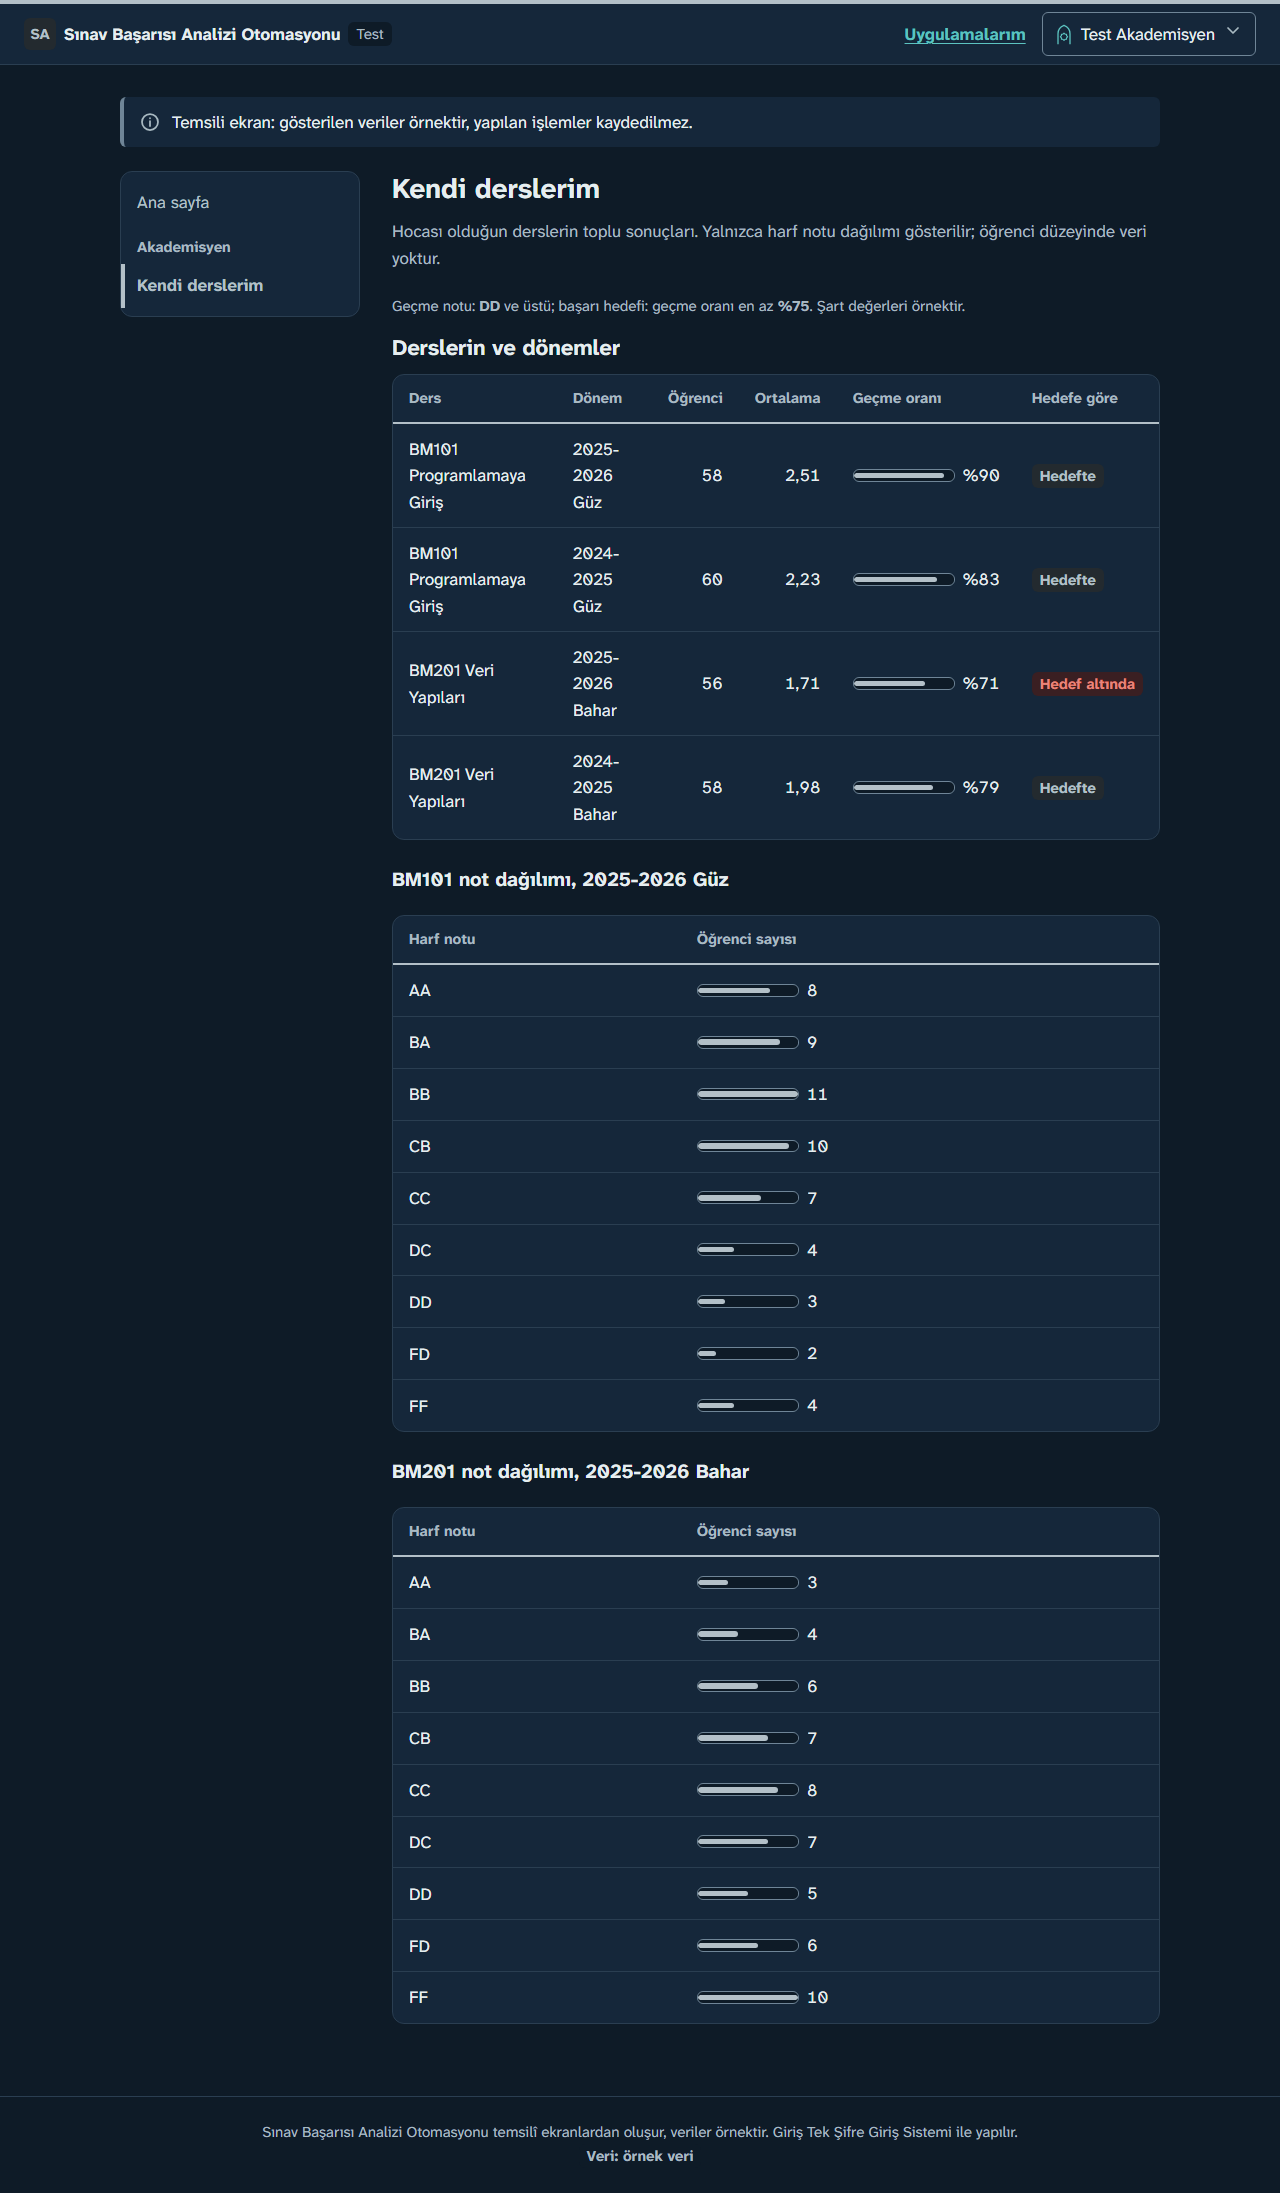 SA Sınav Başarısı Analizi Otomasyonu Test Uygulamalarım Test Akademisyen
Temsili ekran: gösterilen veriler örnektir, yapılan işlemler kaydedilmez.
Ana sayfa
Akademisyen
Kendi derslerim
Kendi derslerim
Hocası olduğun derslerin toplu sonuçları. Yalnızca harf notu dağılımı gösterilir; öğrenci düzeyinde veri
yoktur.
Geçme notu: DD ve üstü; başarı hedefi: geçme oranı en az %75. Şart değerleri örnektir.
Derslerin ve dönemler
Ders Dönem Öğrenci Ortalama Geçme oranı Hedefe göre
BM101 Programlamaya Giriş 2025-2026 Güz 58 2,51 %90 Hedefte
BM101 Programlamaya Giriş 2024-2025 Güz 60 2,23 %83 Hedefte
BM201 Veri Yapıları 2025-2026 Bahar 56 1,71 %71 Hedef altında
BM201 Veri Yapıları 2024-2025 Bahar 58 1,98 %79 Hedefte
BM101 not dağılımı, 2025-2026 Güz
Harf notu Öğrenci sayısı
AA 8
BA 9
BB 11
CB 10
CC 7
DC 4
DD 3
FD 2
FF 4
BM201 not dağılımı, 2025-2026 Bahar
Harf notu Öğrenci sayısı
AA 3
BA 4
BB 6
CB 7
CC 8
DC 7
DD 5
FD 6
FF 10
Sınav Başarısı Analizi Otomasyonu temsilî ekranlardan oluşur, veriler örnektir. Giriş Tek Şifre Giriş Sistemi ile yapılır.
Veri: örnek veri